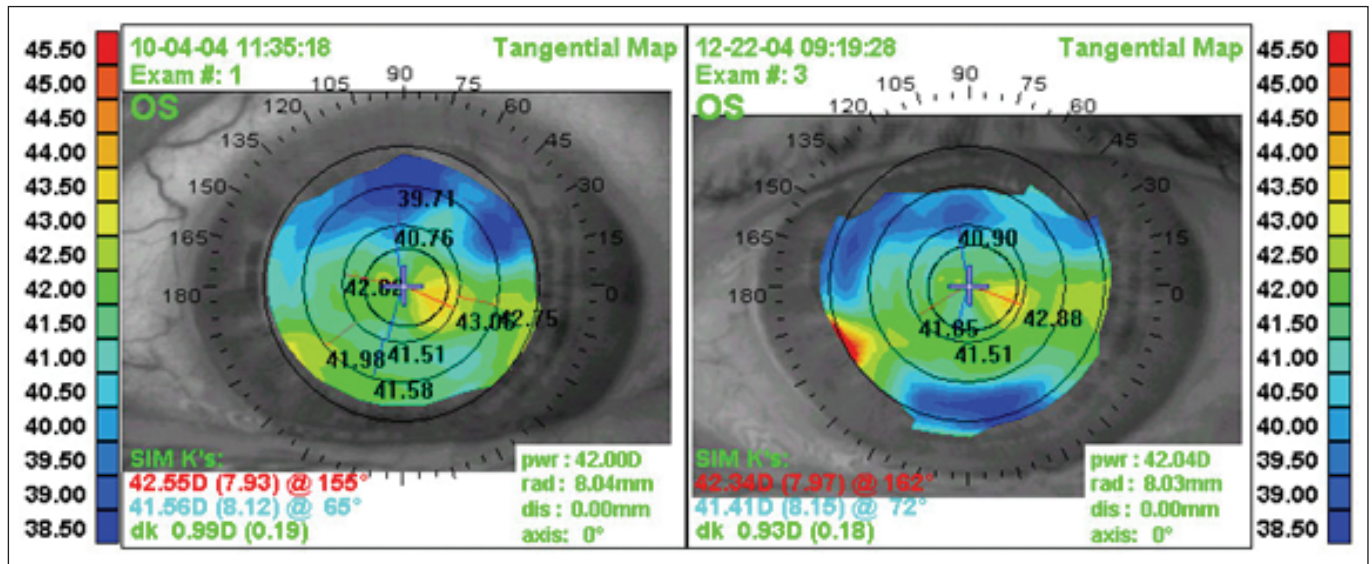 45.50
45.00
44.50
44.00
43.50
43.00
42.50
42.00
41.50
41.00
40.50
40.00
39.50
39.00
38.50
10-04-04 11:35:18 Tangential Map
Exam #: 1
OS
90
105 75
120 60
135 45
150 30
165 15
180 0
39.71
40.76
42.62
43.06 42.75
41.98 41.51
41.58
SIM K's:
42.55D (7.93) @ 155°
41.56D (8.12) @ 65°
dk 0.99D (0.19)
pwr : 42.00D
rad : 8.04mm
dis : 0.00mm
axis: 0°
12-22-04 09:19:28 Tangential Map
Exam #: 3
OS
90
105 75
120 60
135 45
150 30
165 15
180 0
40.90
41.85 42.88
41.51
SIM K's:
42.34D (7.97) @ 162°
41.41D (8.15) @ 72°
dk 0.93D (0.18)
pwr : 42.04D
rad : 8.03mm
dis : 0.00mm
axis: 0°
45.50
45.00
44.50
44.00
43.50
43.00
42.50
42.00
41.50
41.00
40.50
40.00
39.50
39.00
38.50